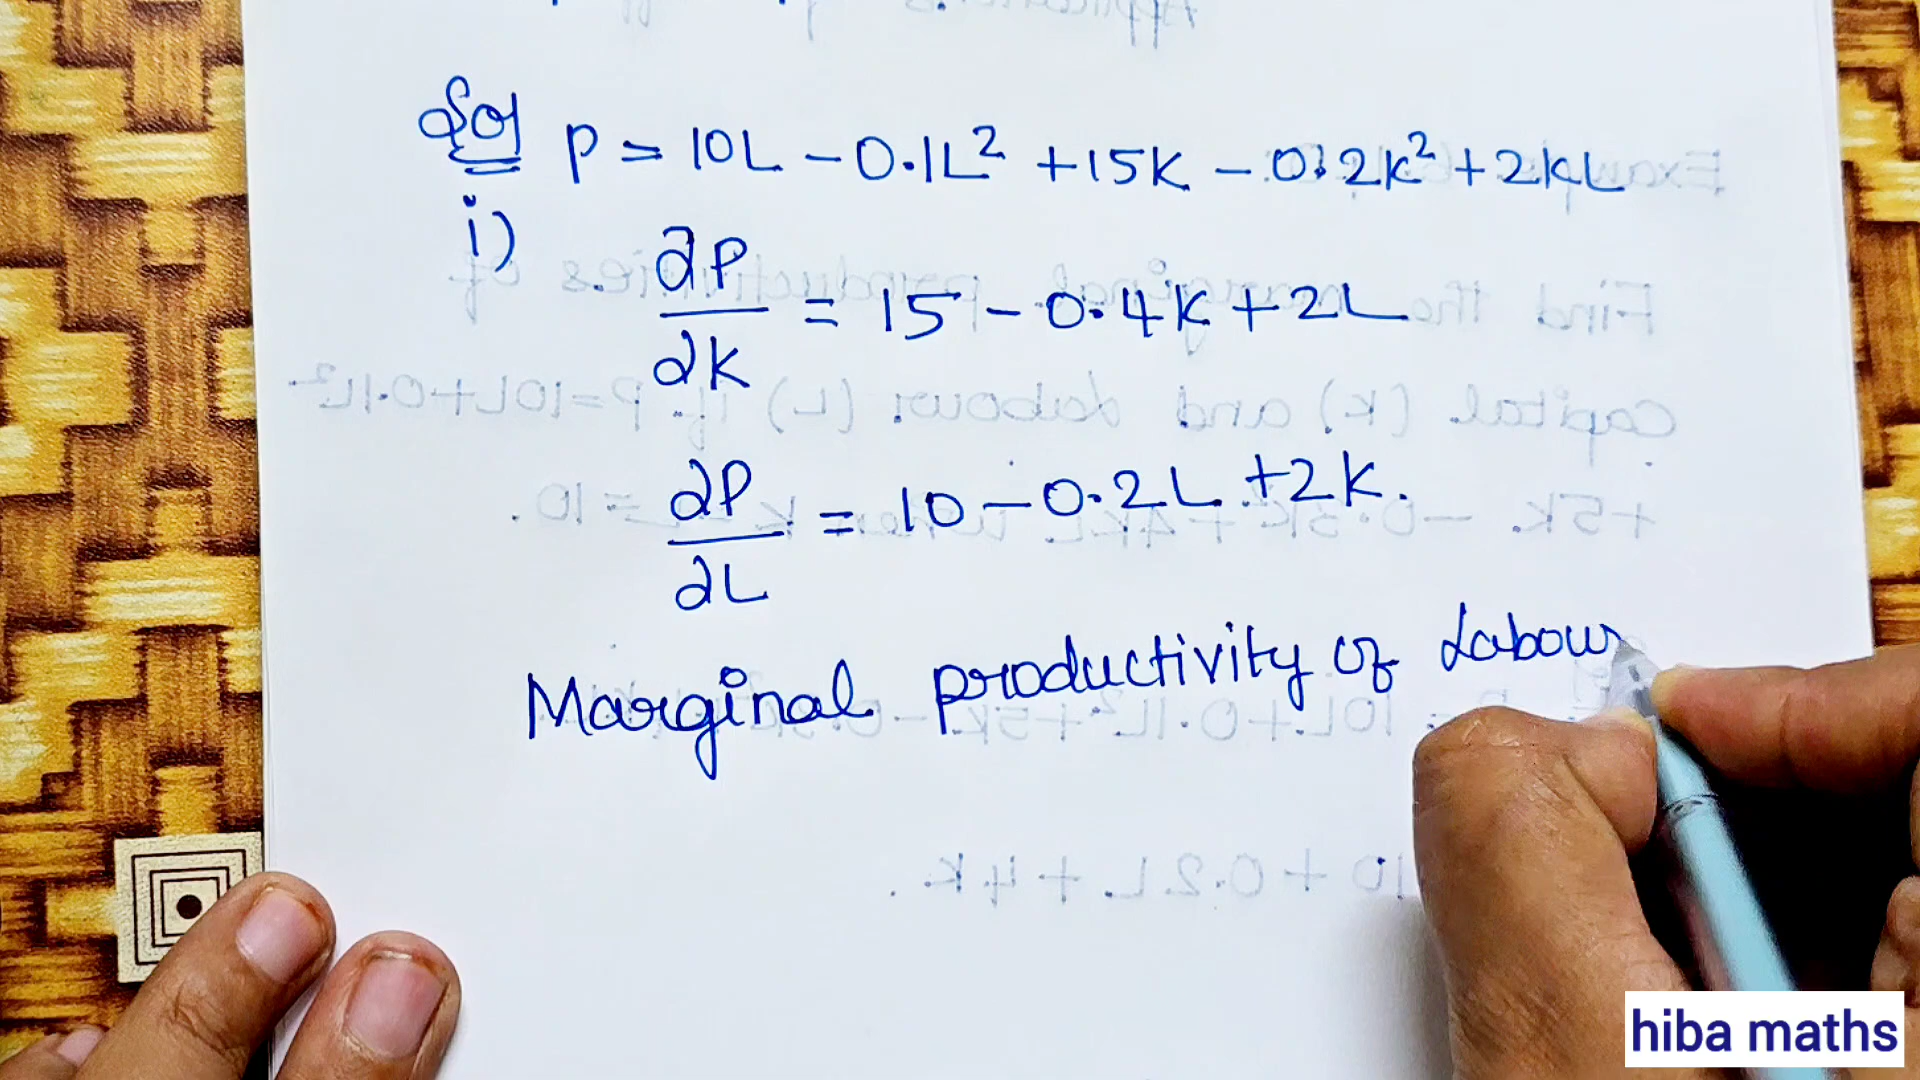 Sol P = 10L - 0.1L² + 15K - 0.2K² + 2KL
i) ∂P/∂K = 15 - 0.4K + 2L
∂P/∂L = 10 - 0.2L + 2K.
Marginal productivity of Labour
hiba maths